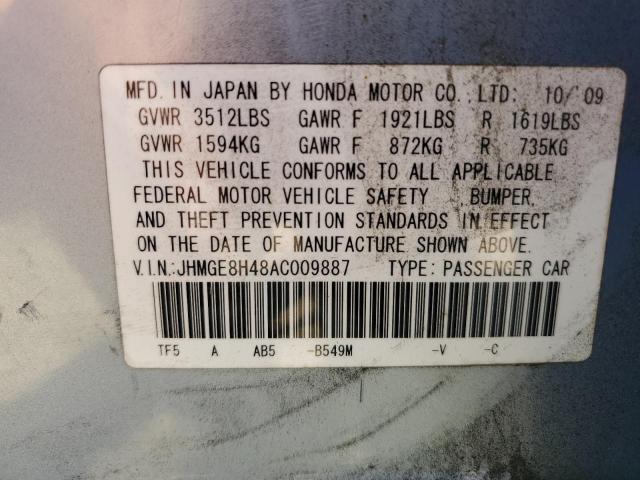 MFD. IN JAPAN BY HONDA MOTOR CO., LTD: 10/'09
GVWR 3512LBS GAWR F 1921LBS R 1619LBS
GVWR 1594KG GAWR F 872KG R 735KG
THIS VEHICLE CONFORMS TO ALL APPLICABLE
FEDERAL MOTOR VEHICLE SAFETY BUMPER,
AND THEFT PREVENTION STANDARDS IN EFFECT
ON THE DATE OF MANUFACTURE SHOWN ABOVE.
V.I.N.:JHMGE8H48AC009887 TYPE: PASSENGER CAR
TF5 A AB5 -B549M -V -C